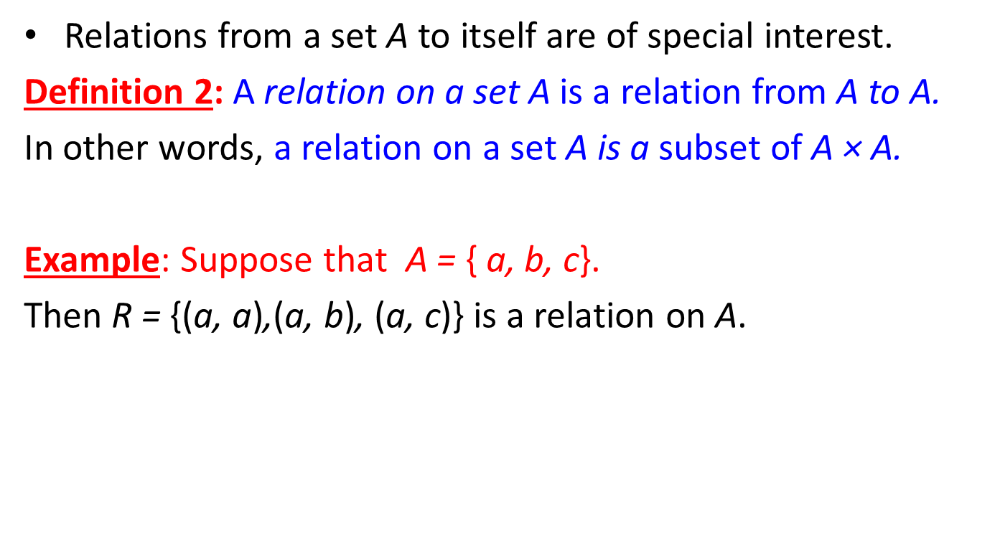 • Relations from a set A to itself are of special interest.
Definition 2: A relation on a set A is a relation from A to A.
In other words, a relation on a set A is a subset of A × A.
Example: Suppose that A = { a, b, c}.
Then R = {(a, a),(a, b), (a, c)} is a relation on A.